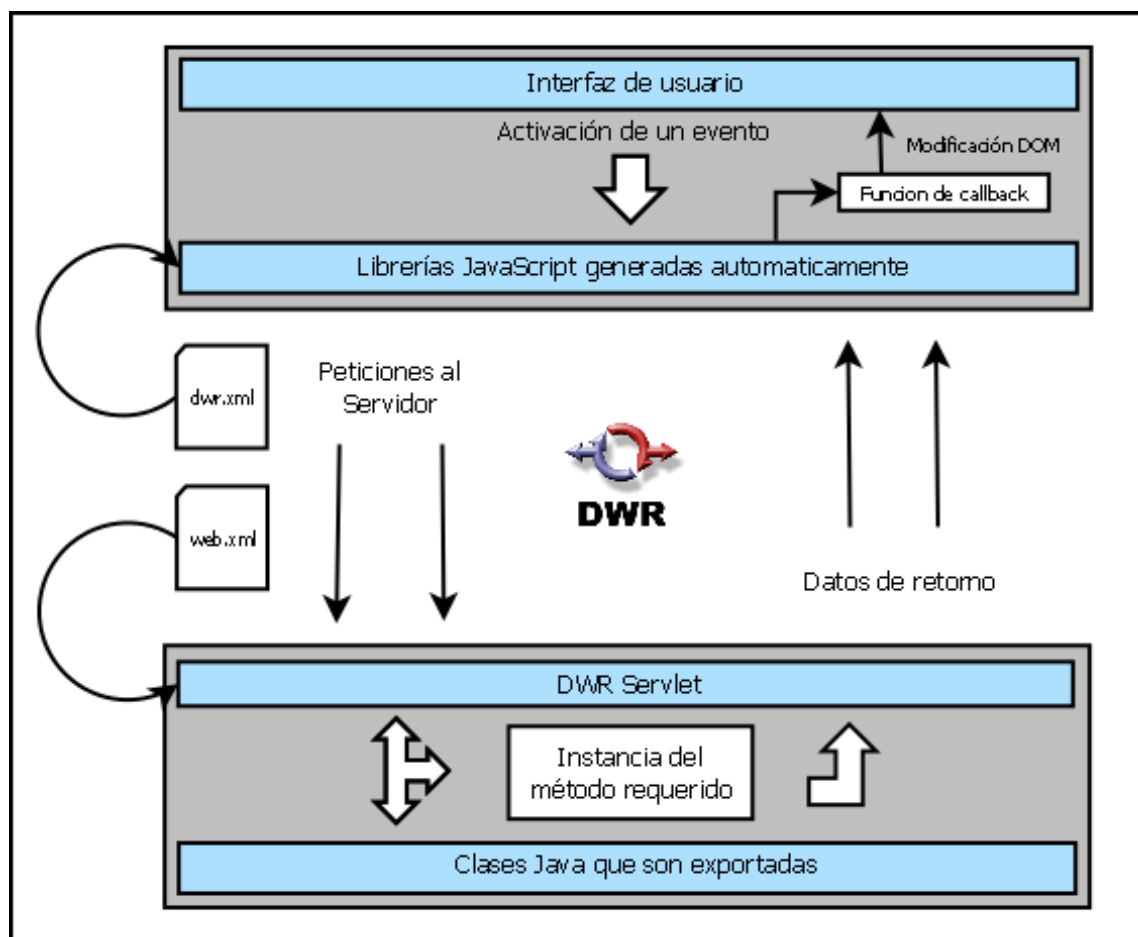 Interfaz de usuario
Activación de un evento
Modificación DOM
Funcion de callback
Librerías JavaScript generadas automaticamente
dwr.xml
Peticiones al
Servidor
DWR
web.xml
Datos de retorno
DWR Servlet
Instancia del
método requerido
Clases Java que son exportadas